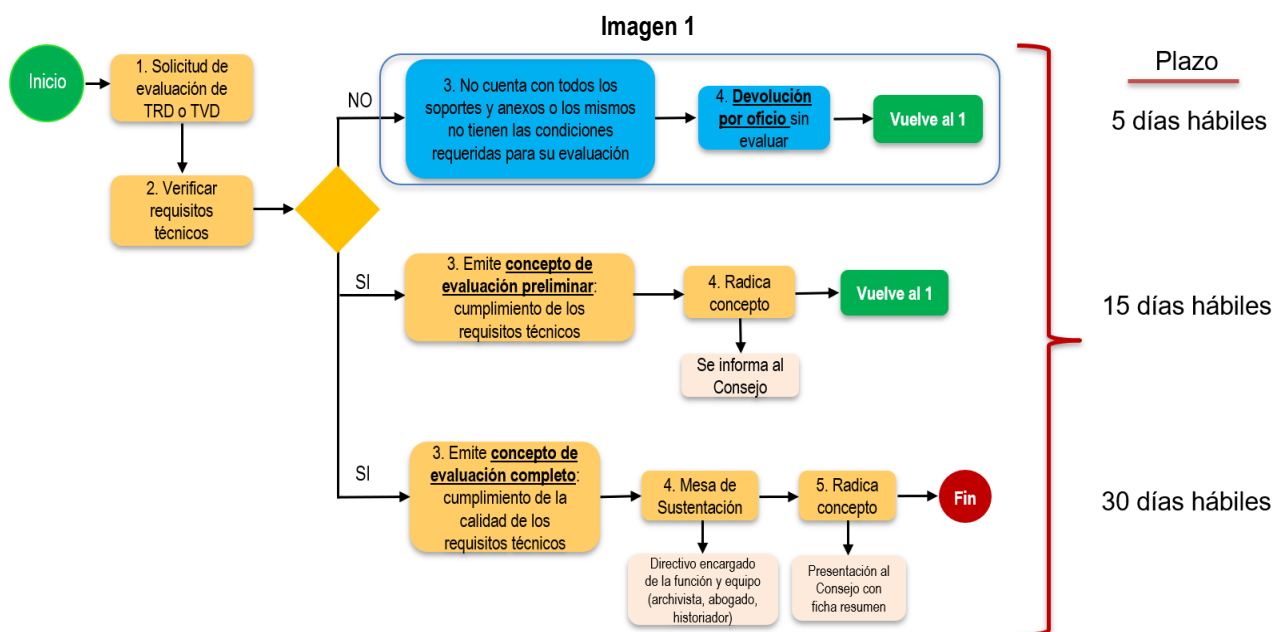 Imagen 1
Inicio
1. Solicitud de
evaluación de
TRD o TVD
2. Verificar
requisitos
técnicos
NO
3. No cuenta con todos los
soportes y anexos o los mismos
no tienen las condiciones
requeridas para su evaluación
4. Devolución
por oficio sin
evaluar
Vuelve al 1
Plazo
5 días hábiles
SI
3. Emite concepto de
evaluación preliminar:
cumplimiento de los
requisitos técnicos
4. Radica
concepto
Vuelve al 1
Se informa al
Consejo
15 días hábiles
SI
3. Emite concepto de
evaluación completo:
cumplimiento de la
calidad de los
requisitos técnicos
4. Mesa de
Sustentación
5. Radica
concepto
Fin
Directivo encargado
de la función y equipo
(archivista, abogado,
historiador)
Presentación al
Consejo con
ficha resumen
30 días hábiles